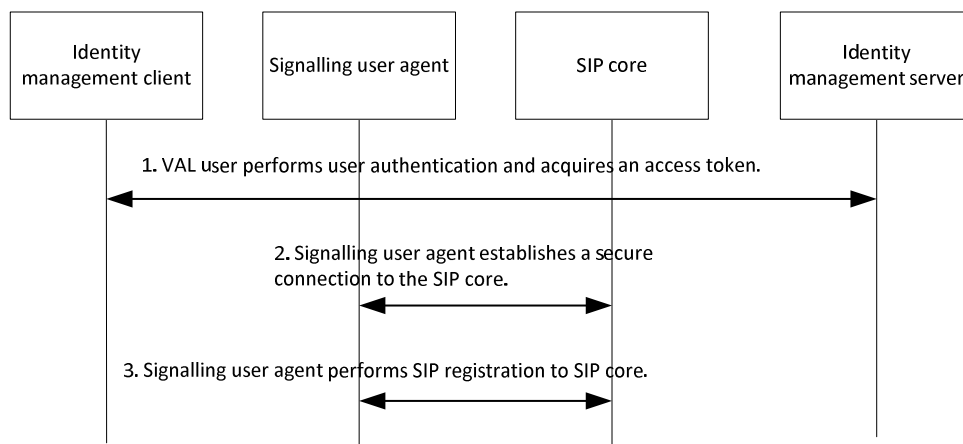 Identity
management client
Signalling user agent
SIP core
Identity
management server
1. VAL user performs user authentication and acquires an access token.
2. Signalling user agent establishes a secure
connection to the SIP core.
3. Signalling user agent performs SIP registration to SIP core.